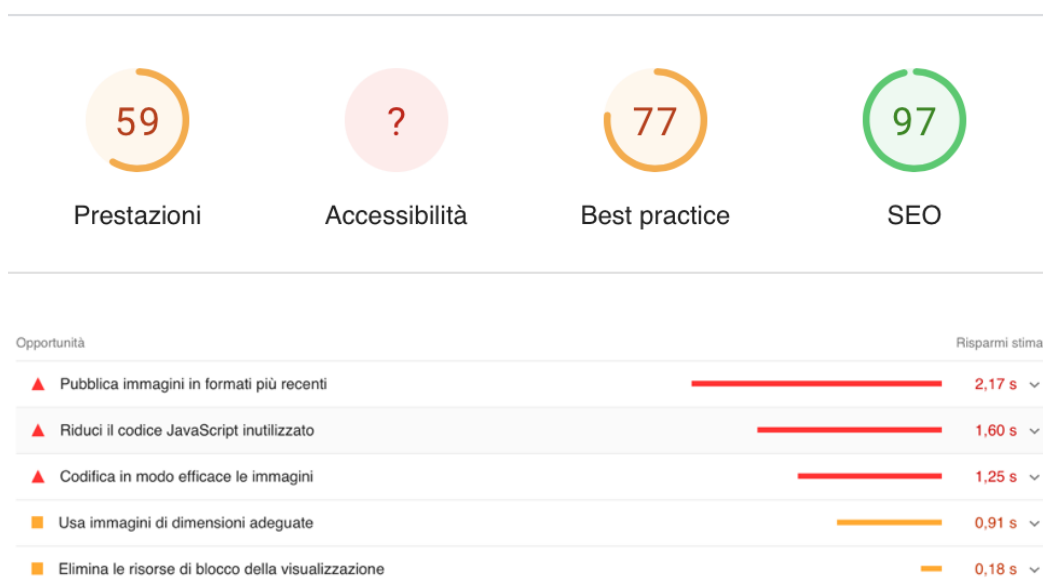 59
?
77
97
Prestazioni
Accessibilità
Best practice
SEO
Opportunità
Risparmi stima
Pubblica immagini in formati più recenti
2,17 s
Riduci il codice JavaScript inutilizzato
1,60 s
Codifica in modo efficace le immagini
1,25 s
Usa immagini di dimensioni adeguate
0,91 s
Elimina le risorse di blocco della visualizzazione
0,18 s